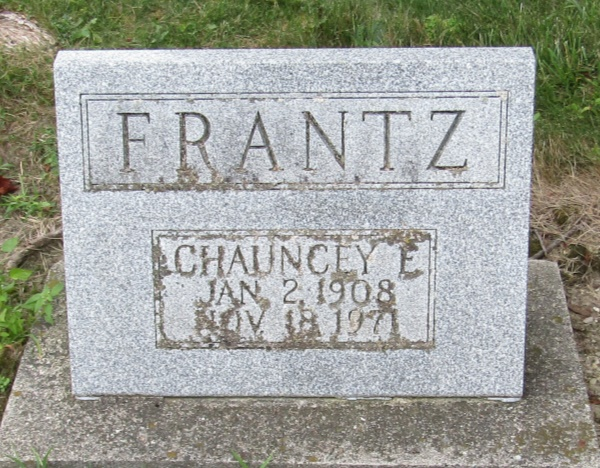 FRANTZ
CHAUNCEY E.
JAN 2, 1908
NOV. 18, 1971